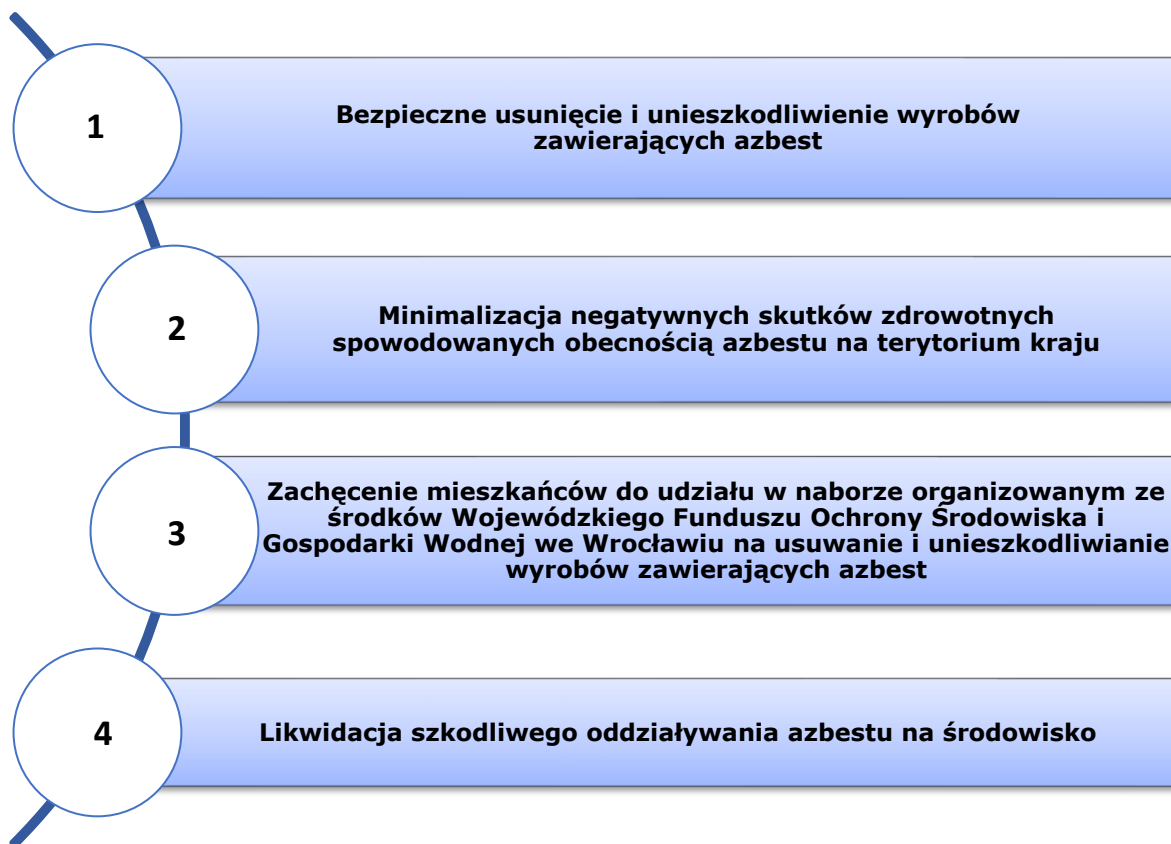 1
Bezpieczne usunięcie i unieszkodliwienie wyrobów
zawierających azbest
2
Minimalizacja negatywnych skutków zdrowotnych
spowodowanych obecnością azbestu na terytorium kraju
3
Zachęcenie mieszkańców do udziału w naborze organizowanym ze
środków Wojewódzkiego Funduszu Ochrony Środowiska i
Gospodarki Wodnej we Wrocławiu na usuwanie i unieszkodliwianie
wyrobów zawierających azbest
4
Likwidacja szkodliwego oddziaływania azbestu na środowisko